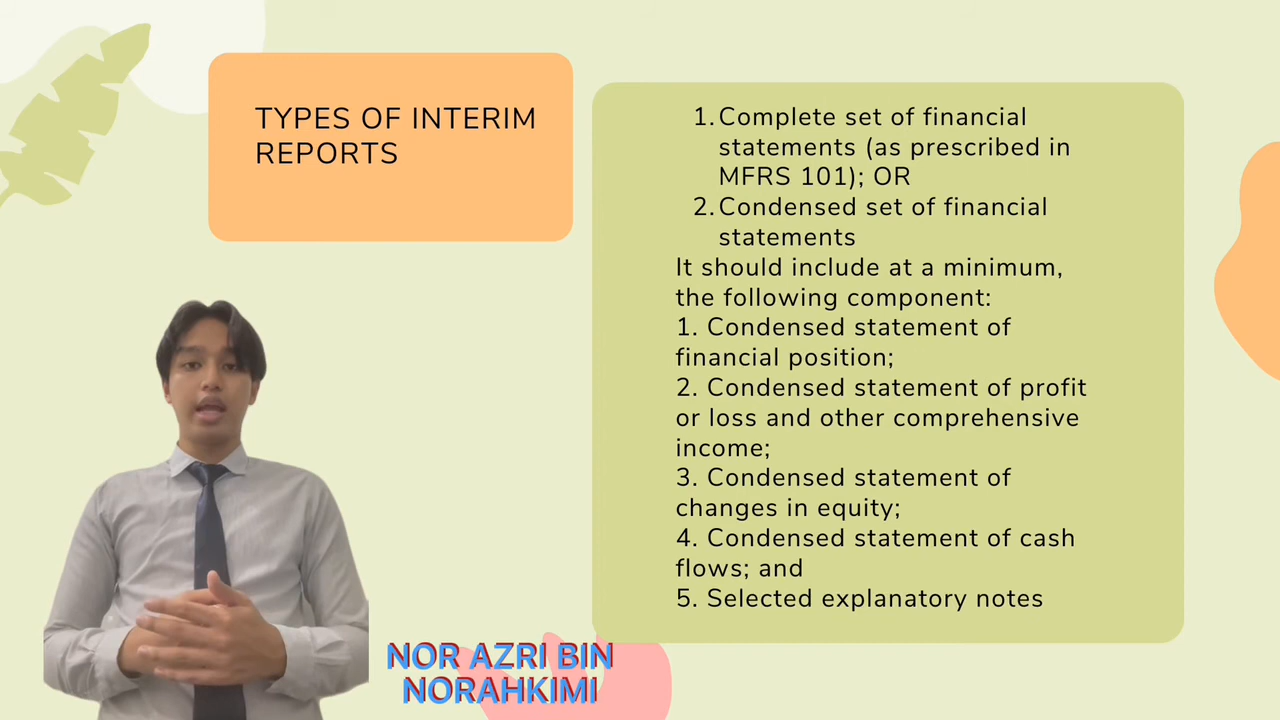 TYPES OF INTERIM
REPORTS
1. Complete set of financial
statements (as prescribed in
MFRS 101); OR
2. Condensed set of financial
statements
It should include at a minimum,
the following component:
1. Condensed statement of
financial position;
2. Condensed statement of profit
or loss and other comprehensive
income;
3. Condensed statement of
changes in equity;
4. Condensed statement of cash
flows; and
5. Selected explanatory notes
NOR AZRI BIN
NORAHKIMI